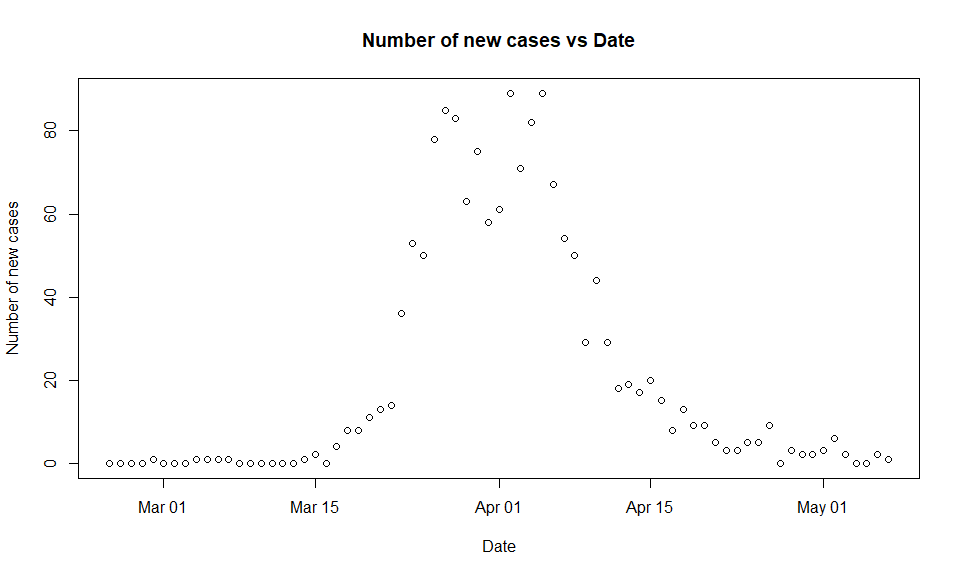 Number of new cases vs Date
Number of new cases
80
60
40
20
0
Mar 01
Mar 15
Apr 01
Apr 15
May 01
Date